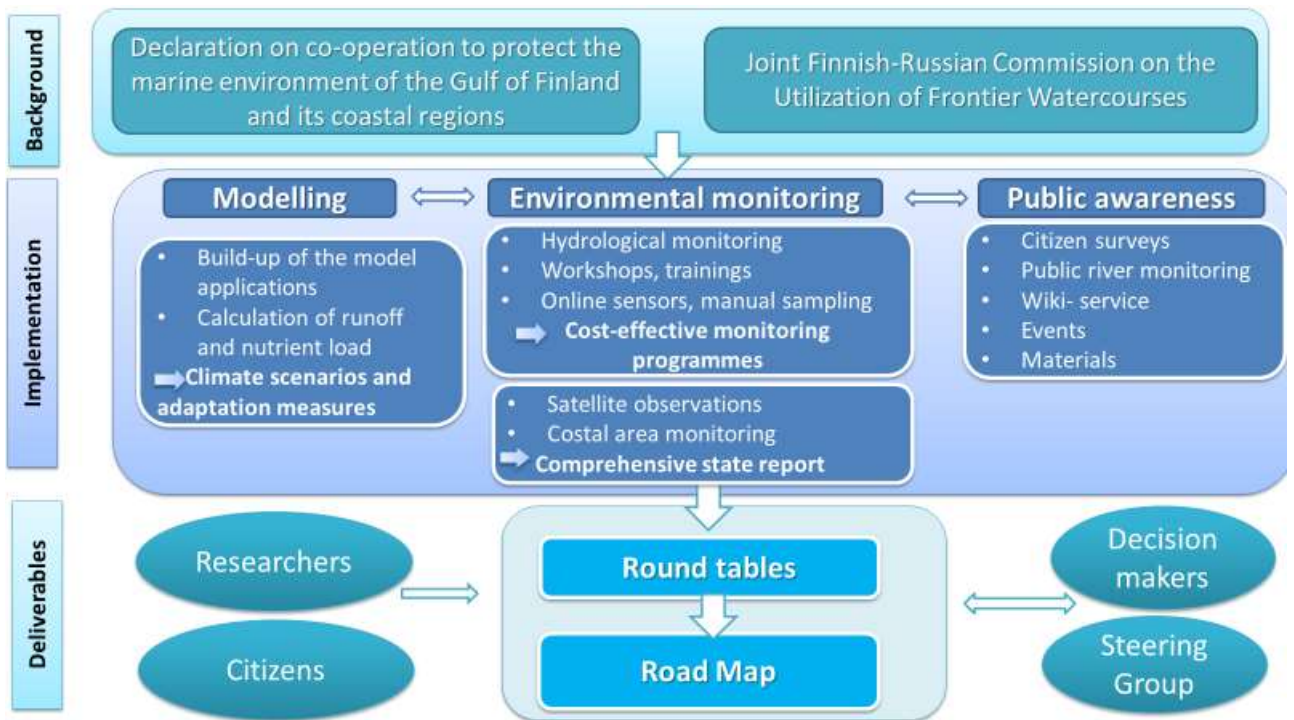 Background
Declaration on co-operation to protect the
marine environment of the Gulf of Finland
and its coastal regions
Joint Finnish-Russian Commission on the
Utilization of Frontier Watercourses
Implementation
Modelling
Build-up of the model
applications
Calculation of runoff
and nutrient load
Climate scenarios and
adaptation measures
Environmental monitoring
Hydrological monitoring
Workshops, trainings
Online sensors, manual sampling
Cost-effective monitoring
programmes
Satellite observations
Costal area monitoring
Comprehensive state report
Public awareness
Citizen surveys
Public river monitoring
Wiki- service
Events
Materials
Deliverables
Researchers
Citizens
Round tables
Road Map
Decision
makers
Steering
Group